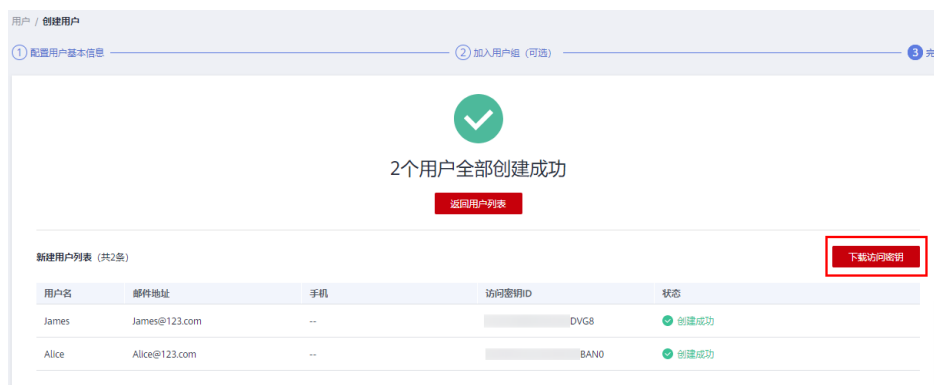 用户 / 创建用户
1 配置用户基本信息 2 加入用户组（可选） 3 完
2个用户全部创建成功
返回用户列表
新建用户列表（共2条） 下载访问密钥
用户名 邮件地址 手机 访问密钥ID 状态
James James@123.com -- DVG8 创建成功
Alice Alice@123.com -- BAN0 创建成功